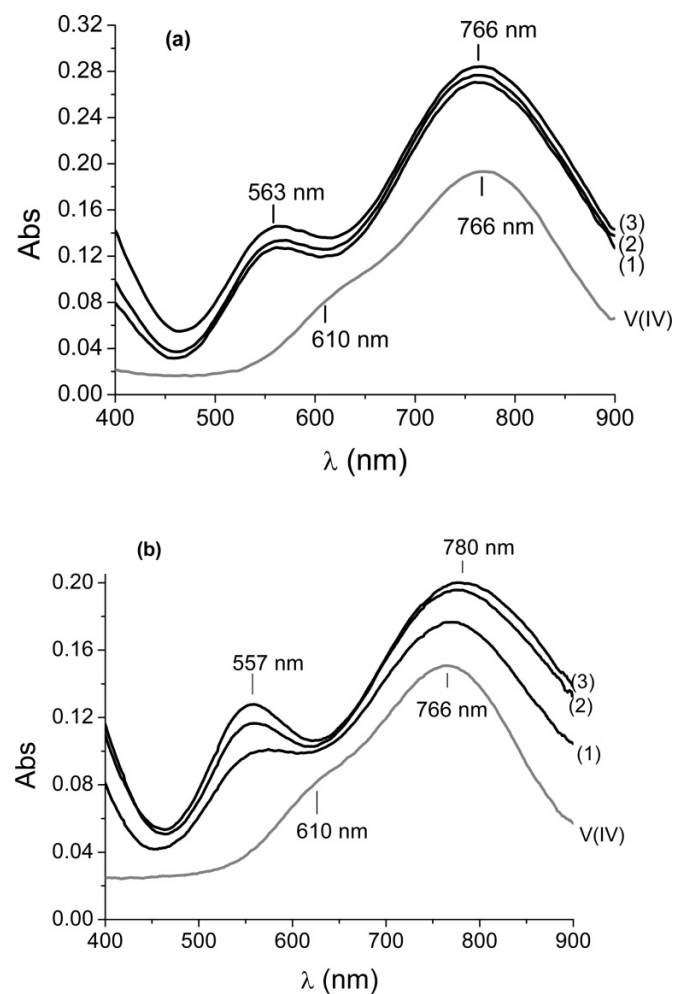 (a)
0.32
0.28
0.24
0.20
0.16
0.12
0.08
0.04
0.00
Abs
766 nm
563 nm
766 nm
610 nm
(3)
(2)
(1)
V(IV)
400 500 600 700 800 900
λ (nm)
(b)
0.20
0.16
0.12
0.08
0.04
0.00
Abs
780 nm
557 nm
766 nm
610 nm
(3)
(2)
(1)
V(IV)
400 500 600 700 800 900
λ (nm)